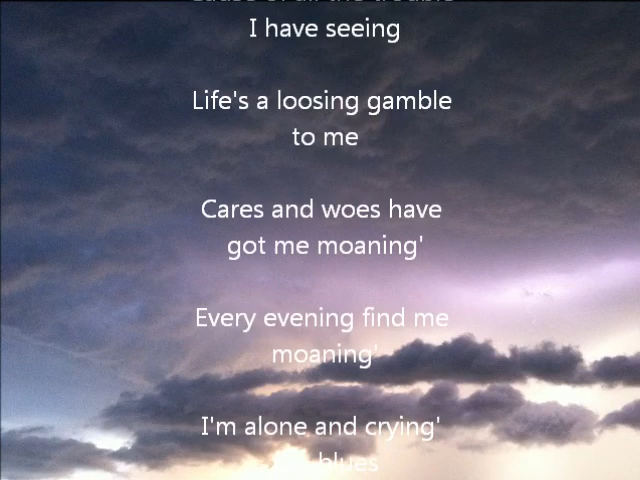 I have seeing
Life's a loosing gamble
to me
Cares and woes have
got me moaning'
Every evening find me
moaning'
I'm alone and crying'
blues